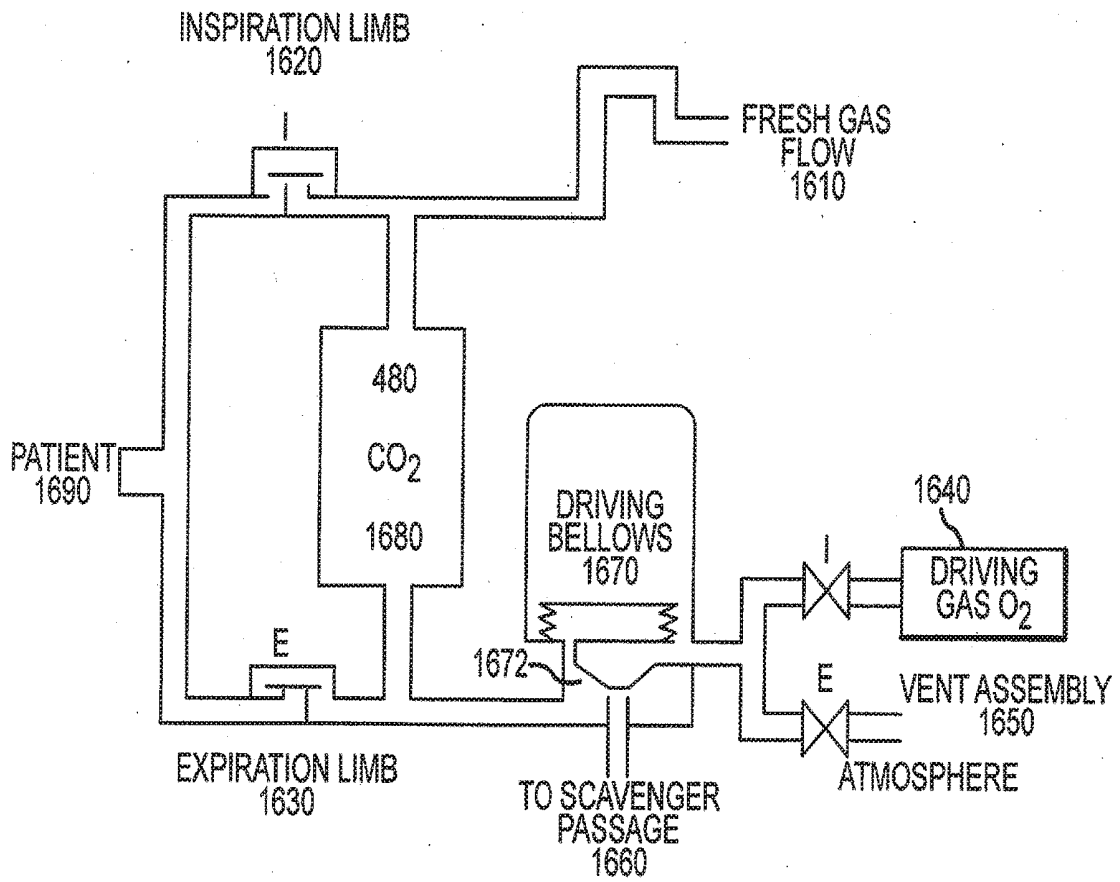 INSPIRATION LIMB
1620
I
FRESH GAS
FLOW
1610
480
CO2
1680
PATIENT
1690
DRIVING
BELLOWS
1670
1672
1640
I
DRIVING
GAS O2
E
E
VENT ASSEMBLY
1650
ATMOSPHERE
EXPIRATION LIMB
1630
TO SCAVENGER
PASSAGE
1660